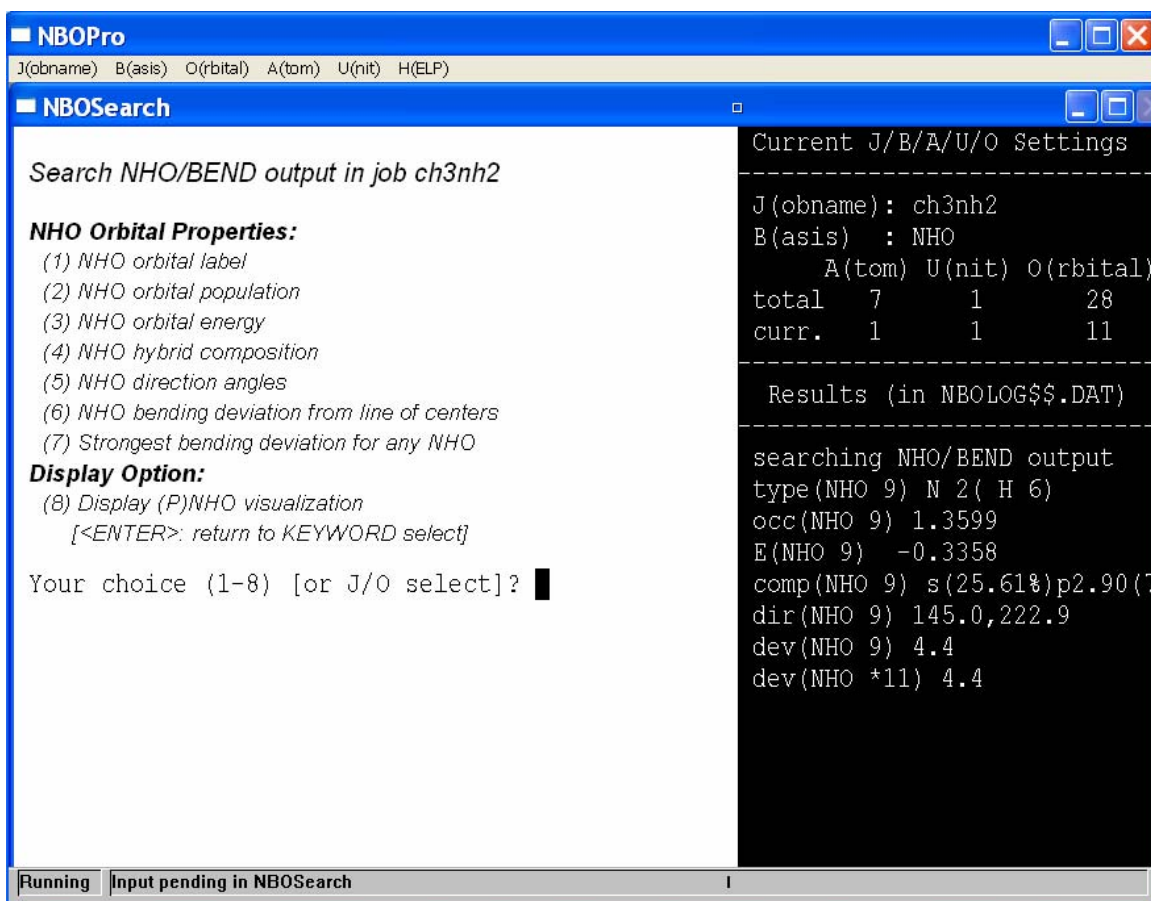 NBOPro
J(obname) B(asis) O(rbital) A(tom) U(nit) H(ELP)
NBOSearch
Search NHO/BEND output in job ch3nh2
NHO Orbital Properties:
(1) NHO orbital label
(2) NHO orbital population
(3) NHO orbital energy
(4) NHO hybrid composition
(5) NHO direction angles
(6) NHO bending deviation from line of centers
(7) Strongest bending deviation for any NHO
Display Option:
(8) Display (P)NHO visualization
[<ENTER>: return to KEYWORD select]
Your choice (1-8) [or J/O select]?
Current J/B/A/U/O Settings
J(obname): ch3nh2
B(asis) : NHO
A(tom) U(nit) O(rbital)
total 7 1 28
curr. 1 1 11
Results (in NBOLOG$$.DAT)
searching NHO/BEND output
type(NHO 9) N 2( H 6)
occ(NHO 9) 1.3599
E(NHO 9) -0.3358
comp(NHO 9) s(25.61%)p2.90(7
dir(NHO 9) 145.0,222.9
dev(NHO 9) 4.4
dev(NHO *11) 4.4
Running Input pending in NBOSearch